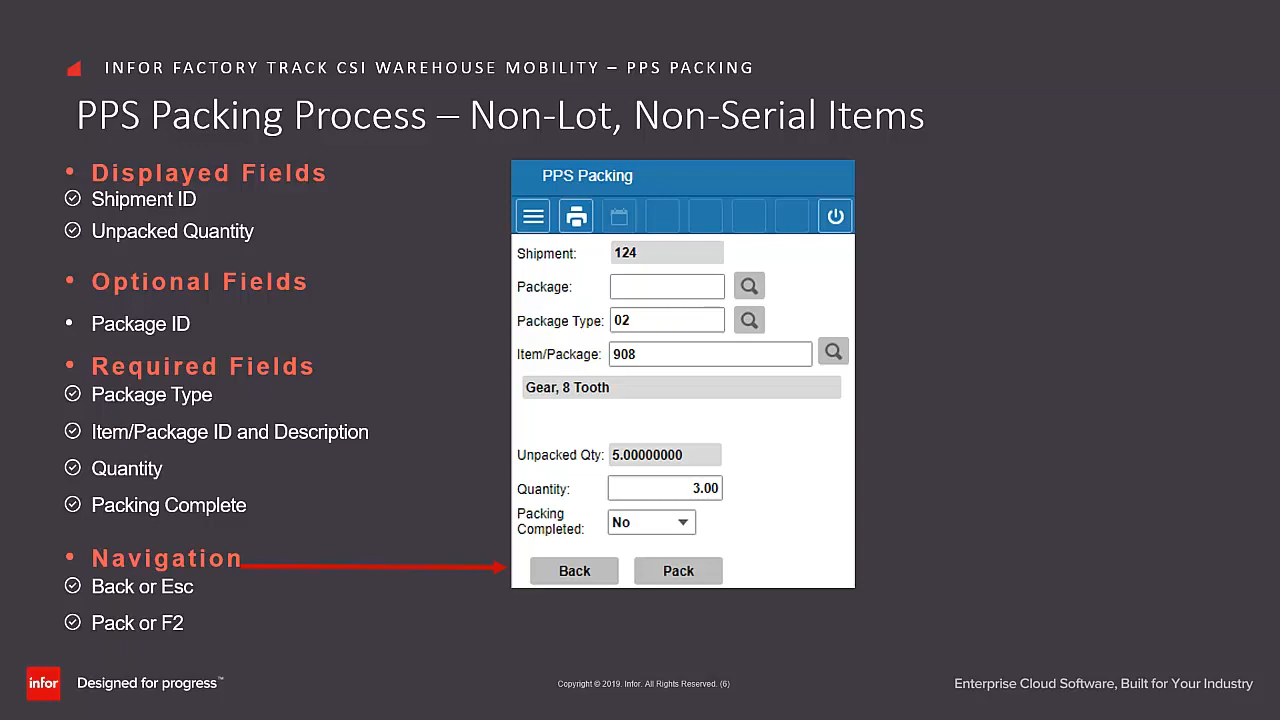 INFOR FACTORY TRACK CSI WAREHOUSE MOBILITY – PPS PACKING
PPS Packing Process – Non-Lot, Non-Serial Items
• Displayed Fields
Shipment ID
Unpacked Quantity
• Optional Fields
• Package ID
• Required Fields
Package Type
Item/Package ID and Description
Quantity
Packing Complete
• Navigation
Back or Esc
Pack or F2
PPS Packing
Shipment: 124
Package:
Package Type: 02
Item/Package: 908
Gear, 8 Tooth
Unpacked Qty: 5.00000000
Quantity: 3.00
Packing
Completed: No
Back Pack
infor Designed for progress™
Copyright © 2019. Infor. All Rights Reserved. (6)
Enterprise Cloud Software, Built for Your Industry